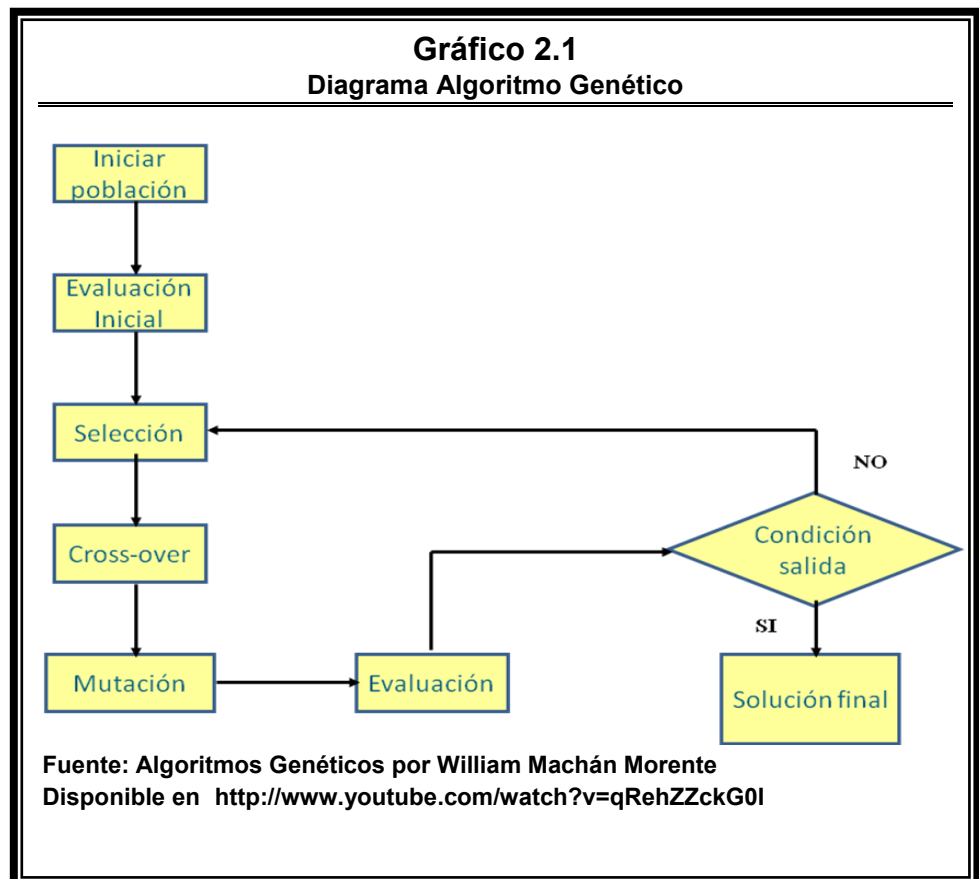 Gráfico 2.1
Diagrama Algoritmo Genético
Iniciar
población
Evaluación
Inicial
Selección
NO
Condición
salida
Cross-over
SI
Mutación
Evaluación
Solución final
Fuente: Algoritmos Genéticos por William Machán Morente
Disponible en http://www.youtube.com/watch?v=qRehZZckG0I